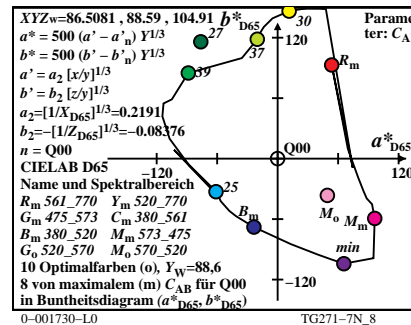 XYZw=86.5081, 88.59, 104.91
a* = 500 (a' - a'n) Y1/3
b* = 500 (b' - b'n) Y1/3
a' = a2 [x/y]1/3
b' = b2 [z/y]1/3
a2=[1/XD65]1/3=0.2191
b2=-[1/ZD65]1/3=-0.08376
n = Q00
CIELAB D65
Name und Spektralbereich
Rm 561_770 Ym 520_770
Gm 475_573 Cm 380_561
Bm 380_520 Mm 573_475
Go 520_570 Mo 570_520
10 Optimalfarben (o), YW=88,6
8 von maximalem (m) CAB für Q00
in Buntheitsdiagram (a*D65, b*D65)
b*D65
30
Parame-
ter: CA
120
27
37
39
Rm
a*D65
Q00
-120
120
25
Bm
Mo
Mm
min
-120
0-001730-L0
TG271-7N_8